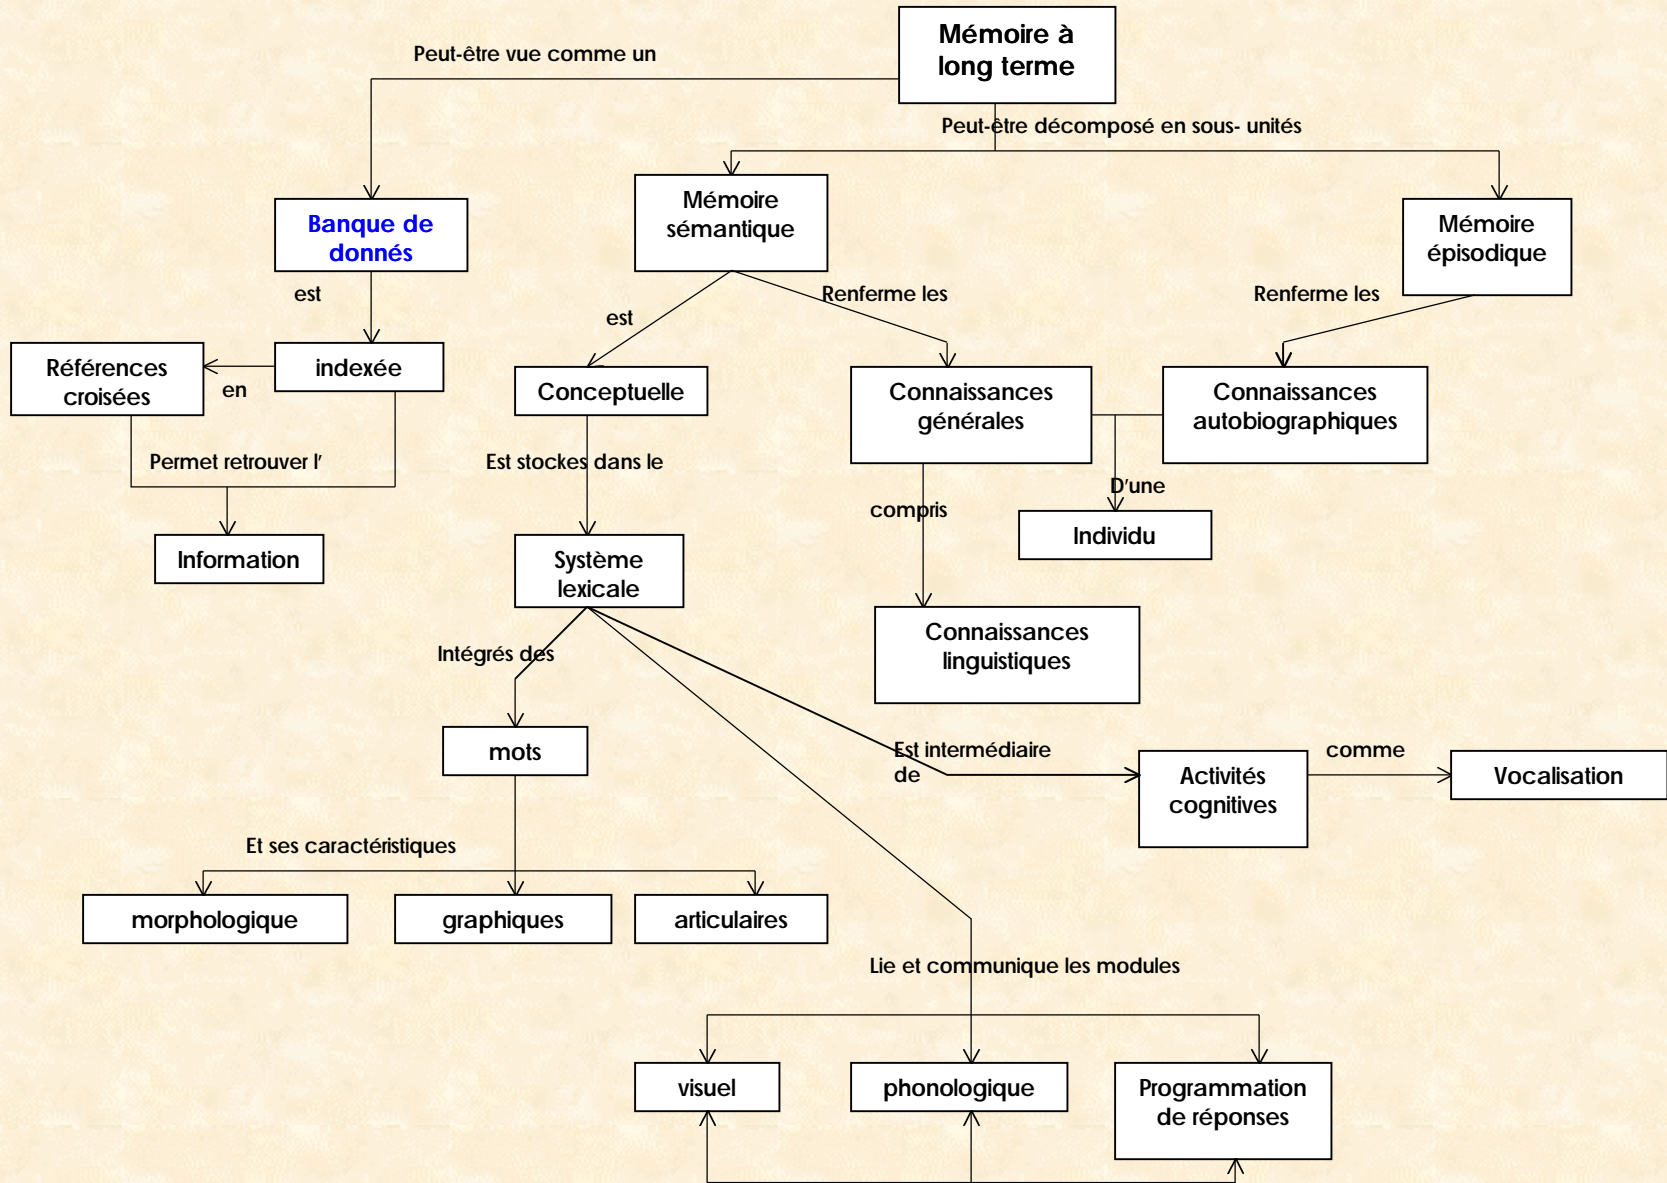 Mémoire à
long terme
Peut-être vue comme un
Peut-être décomposé en sous- unités
Banque de
donnés
Mémoire
sémantique
Mémoire
épisodique
est
est
Renferme les
Renferme les
Références
croisées
en
indexée
Conceptuelle
Connaissances
générales
Connaissances
autobiographiques
Permet retrouver l'
Est stockes dans le
compris
D'une
Information
Système
lexicale
Individu
Connaissances
linguistiques
Intégrés des
mots
Est intermédiaire
de
Activités
cognitives
comme
Vocalisation
Et ses caractéristiques
morphologique
graphiques
articulaires
Lie et communique les modules
visuel
phonologique
Programmation
de réponses